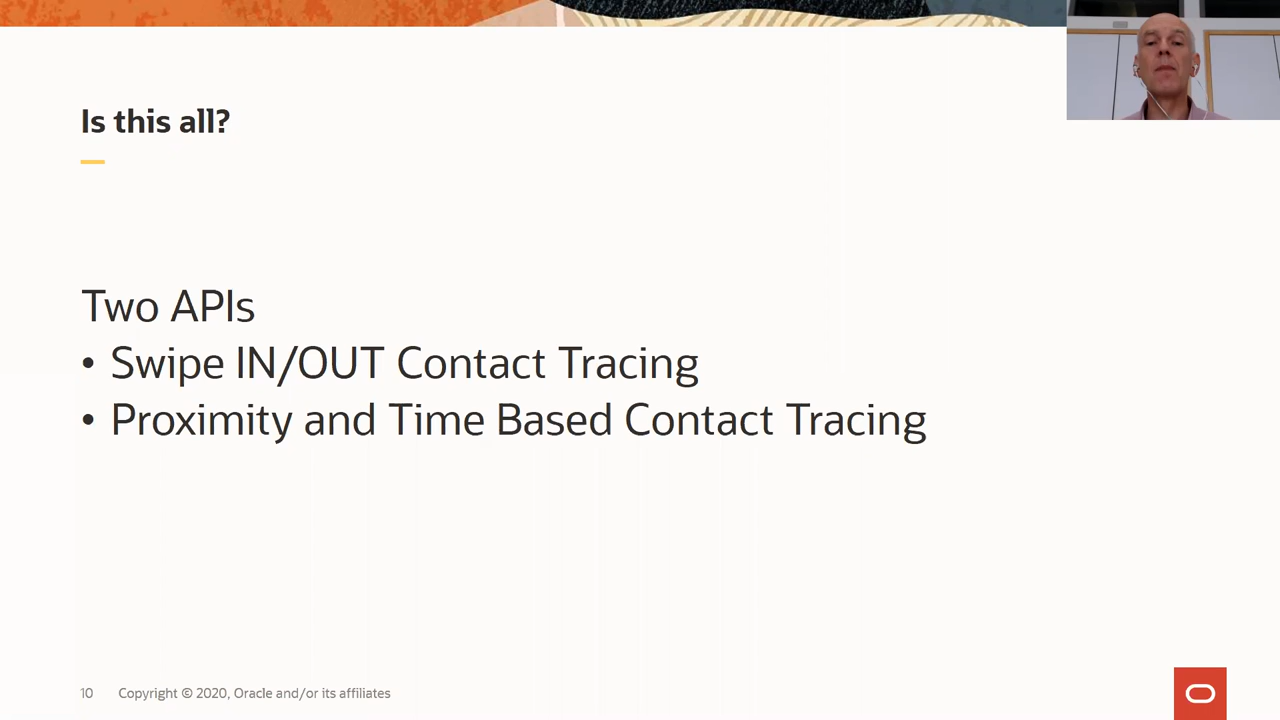 Is this all?
Two APIs
• Swipe IN/OUT Contact Tracing
• Proximity and Time Based Contact Tracing
10 Copyright © 2020, Oracle and/or its affiliates